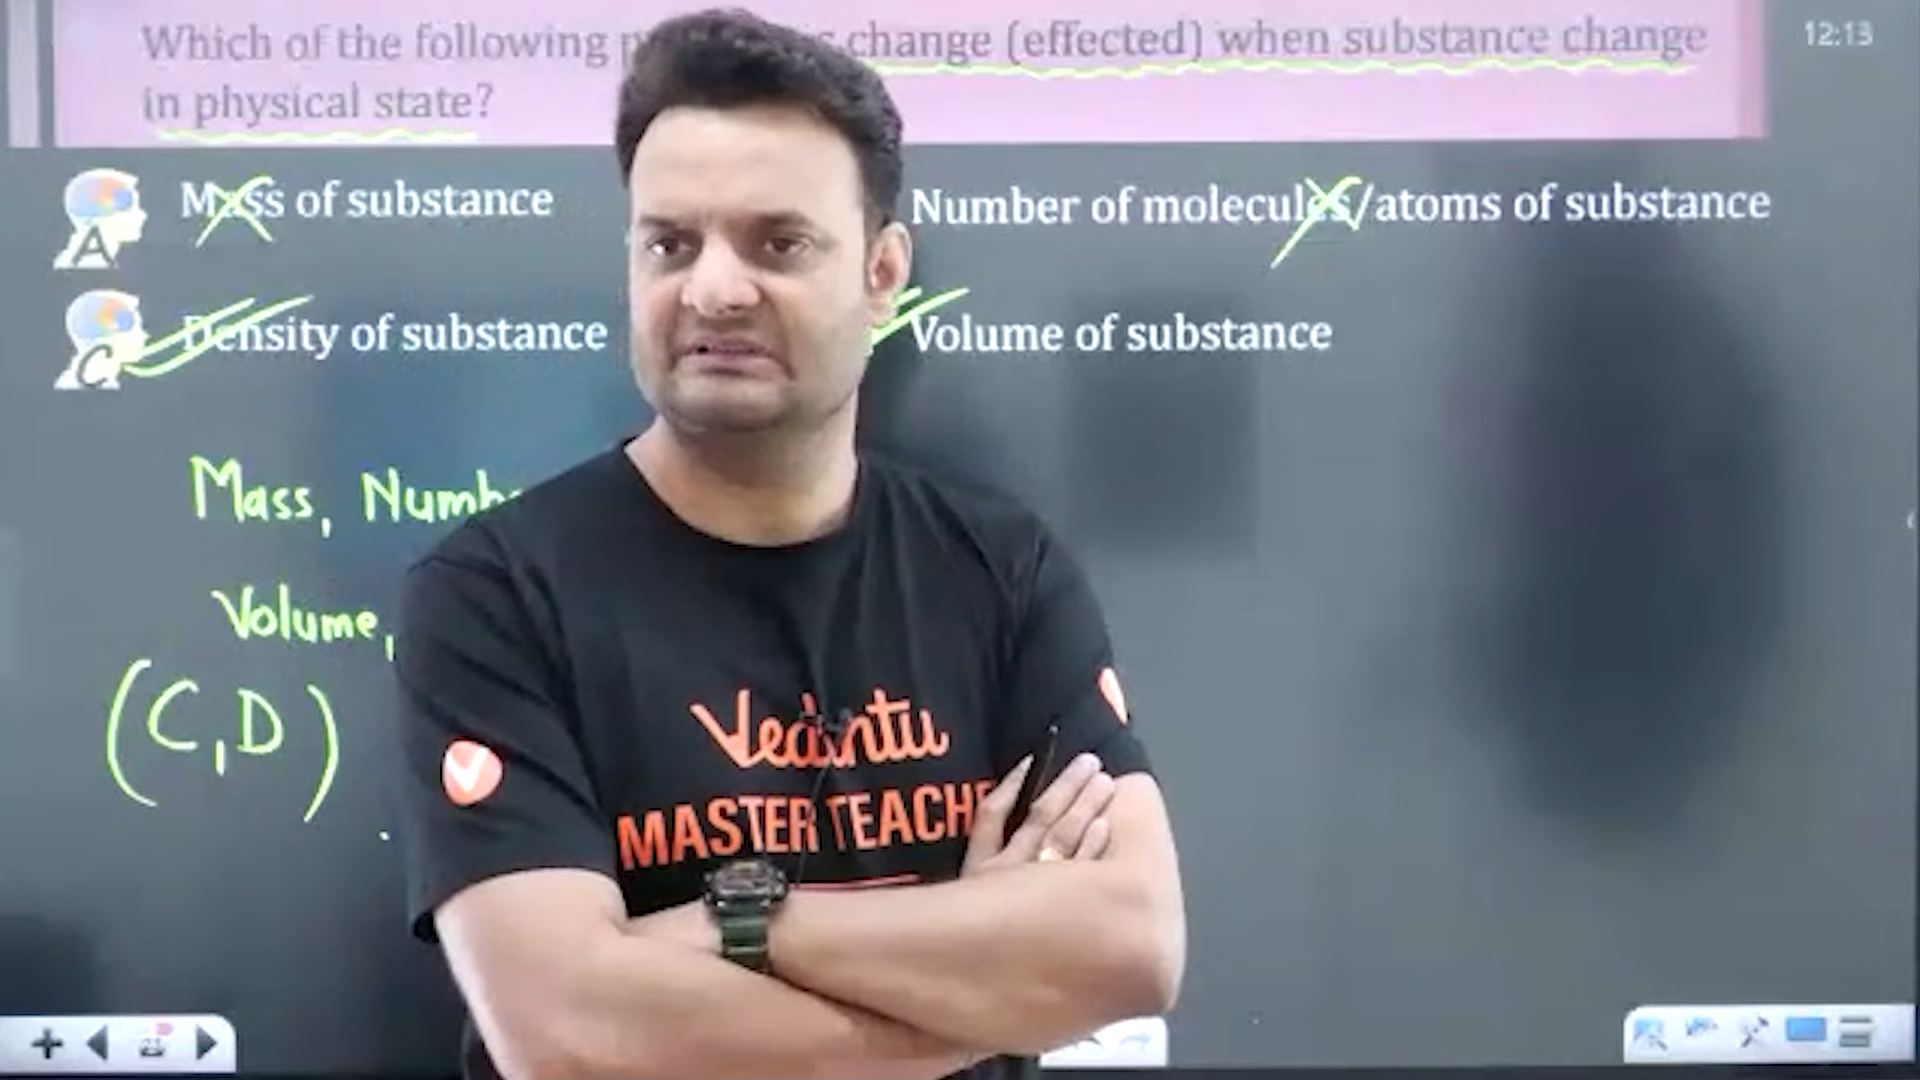 Which of the following change (effected) when substance change
12:13
in physical state?
A
Mass of substance
Number of molecules/atoms of substance
C
Density of substance
Volume of substance
Mass,
Volume,
(C,D)
Vedantu
MASTER
23